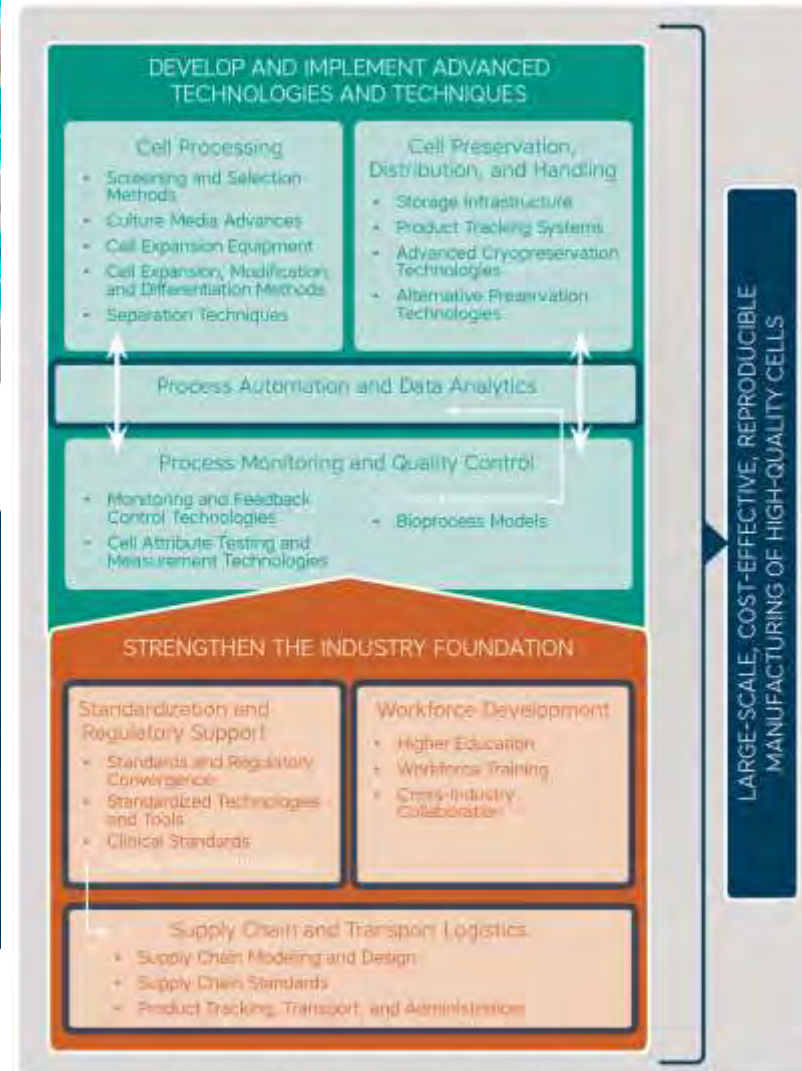 DEVELOP AND IMPLEMENT ADVANCED
TECHNOLOGIES AND TECHNIQUES
Cell Processing
• Screening and Selection
Methods
• Culture Media Advances
• Cell Expansion Equipment
• Cell Expansion, Modification,
and Differentiation Methods
• Separation Techniques
Cell Preservation,
Distribution, and Handling
• Storage Infrastructure
• Product Tracking Systems
• Advanced Cryopreservation
Technologies
• Alternative Preservation
Technologies
Process Automation and Data Analytics
Process Monitoring and Quality Control
• Monitoring and Feedback
Control Technologies
• Cell Attribute Testing and
Measurement Technologies
• Bioprocess Models
STRENGTHEN THE INDUSTRY FOUNDATION
Standardization and
Regulatory Support
• Standards and Regulatory
Convergence
• Standardized Technologies
and Tools
• Clinical Standards
Workforce Development
• Higher Education
• Workforce Training
• Cross-Industry
Collaboration
Supply Chain and Transport Logistics
• Supply Chain Modeling and Design
• Supply Chain Standards
• Product Tracking, Transport, and Administration
LARGE-SCALE, COST-EFFECTIVE, REPRODUCIBLE
MANUFACTURING OF HIGH-QUALITY CELLS